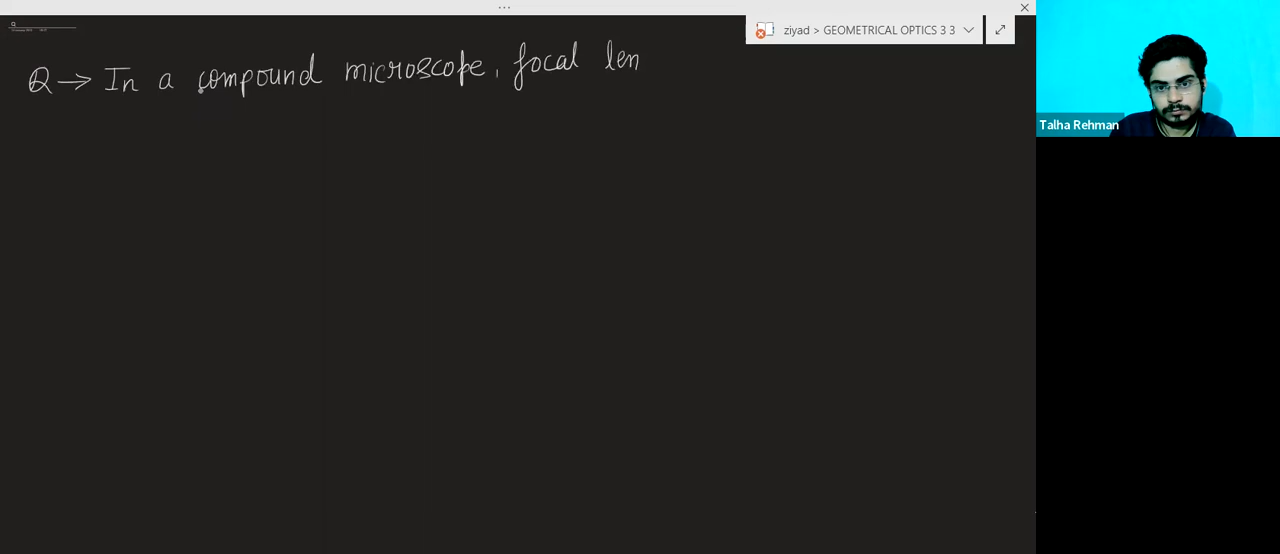 ziyad > GEOMETRICAL OPTICS 3 3
Q → In a compound microscope, focal len
Talha Rehman